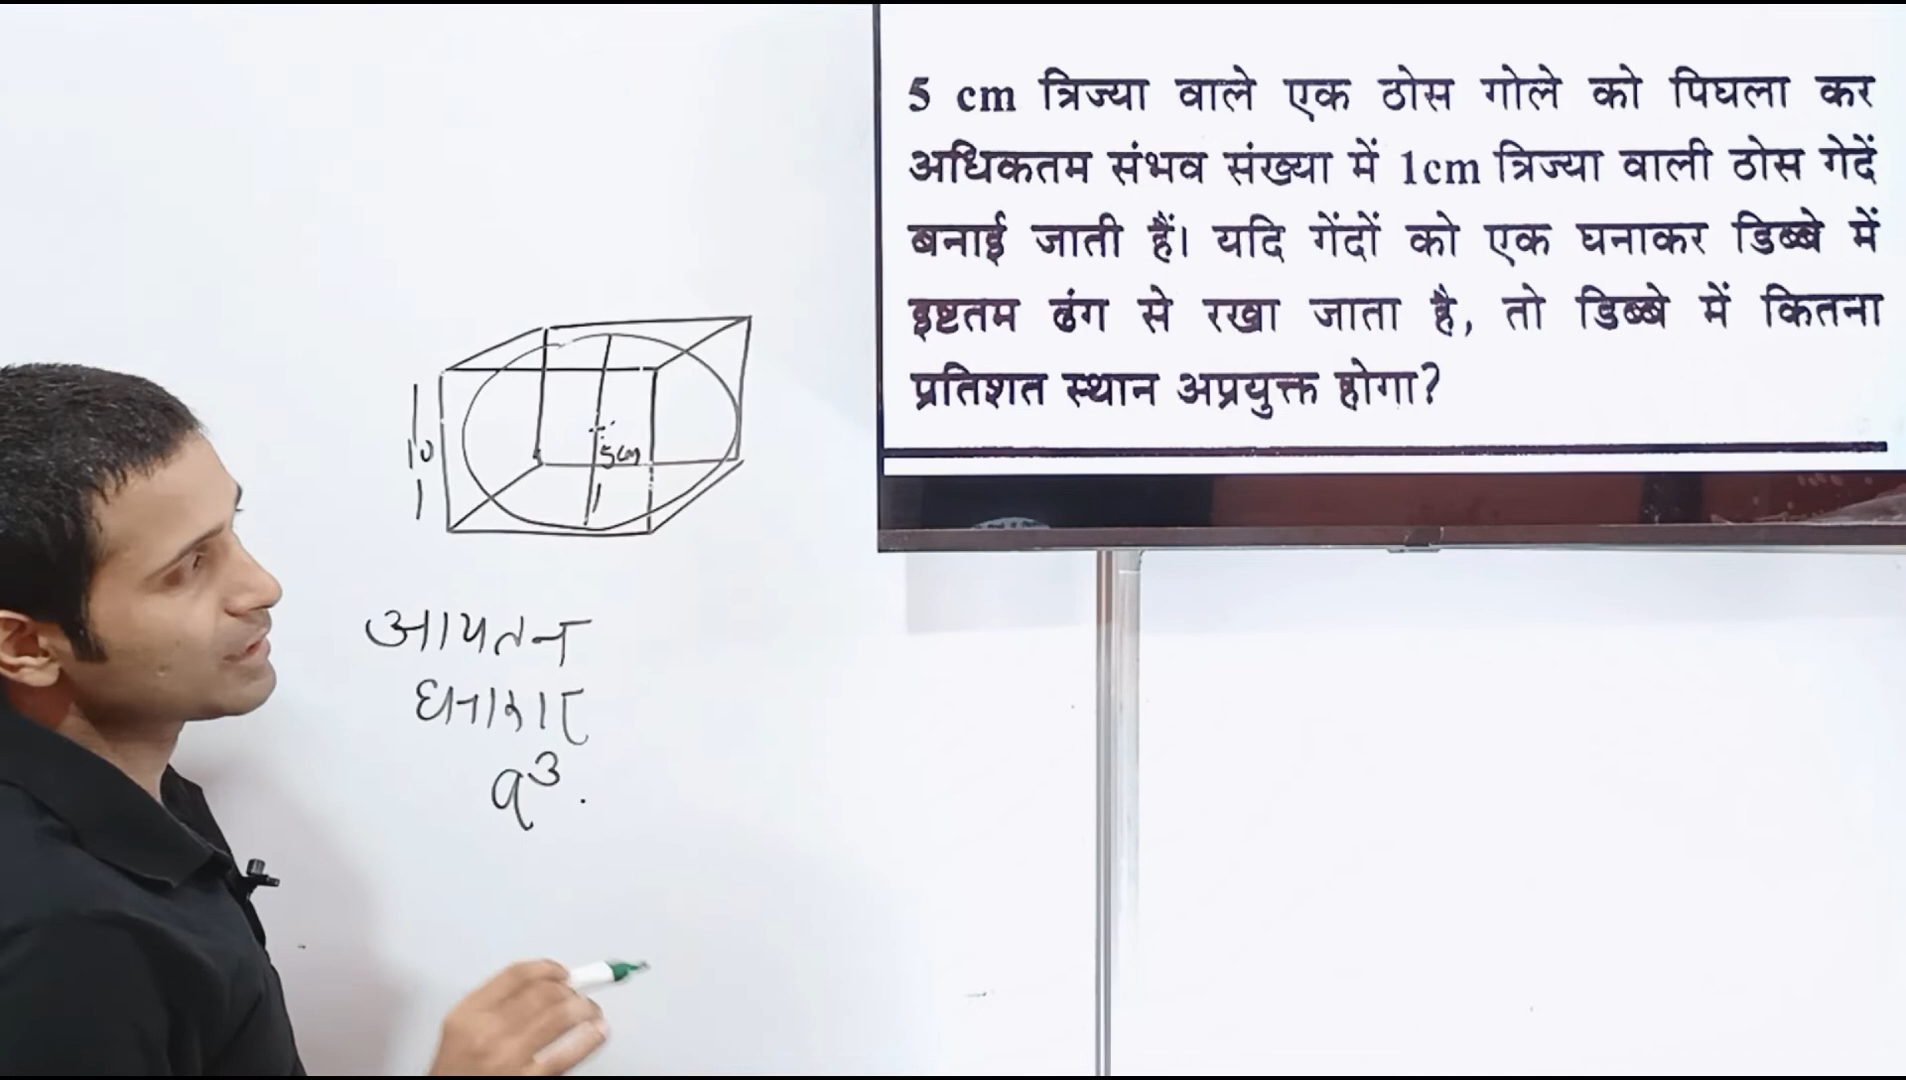 5 cm त्रिज्या वाले एक ठोस गोले को पिघला कर
अधिकतम संभव संख्या में 1cm त्रिज्या वाली ठोस गेदें
बनाई जाती हैं। यदि गेंदों को एक घनाकर डिब्बे में
इष्टतम ढंग से रखा जाता है, तो डिब्बे में कितना
प्रतिशत स्थान अप्रयुक्त होगा?
10
5cm
आयतन
घनाकार
a³.